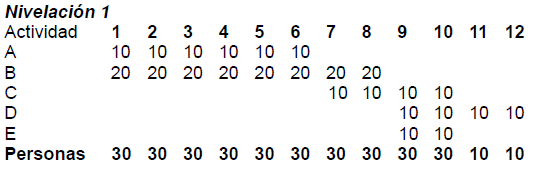 Nivelación 1
Actividad 1 2 3 4 5 6 7 8 9 10 11 12
A 10 10 10 10 10 10
B 20 20 20 20 20 20 20 20
C 10 10 10 10
D 10 10 10 10
E 10 10
Personas 30 30 30 30 30 30 30 30 30 30 10 10